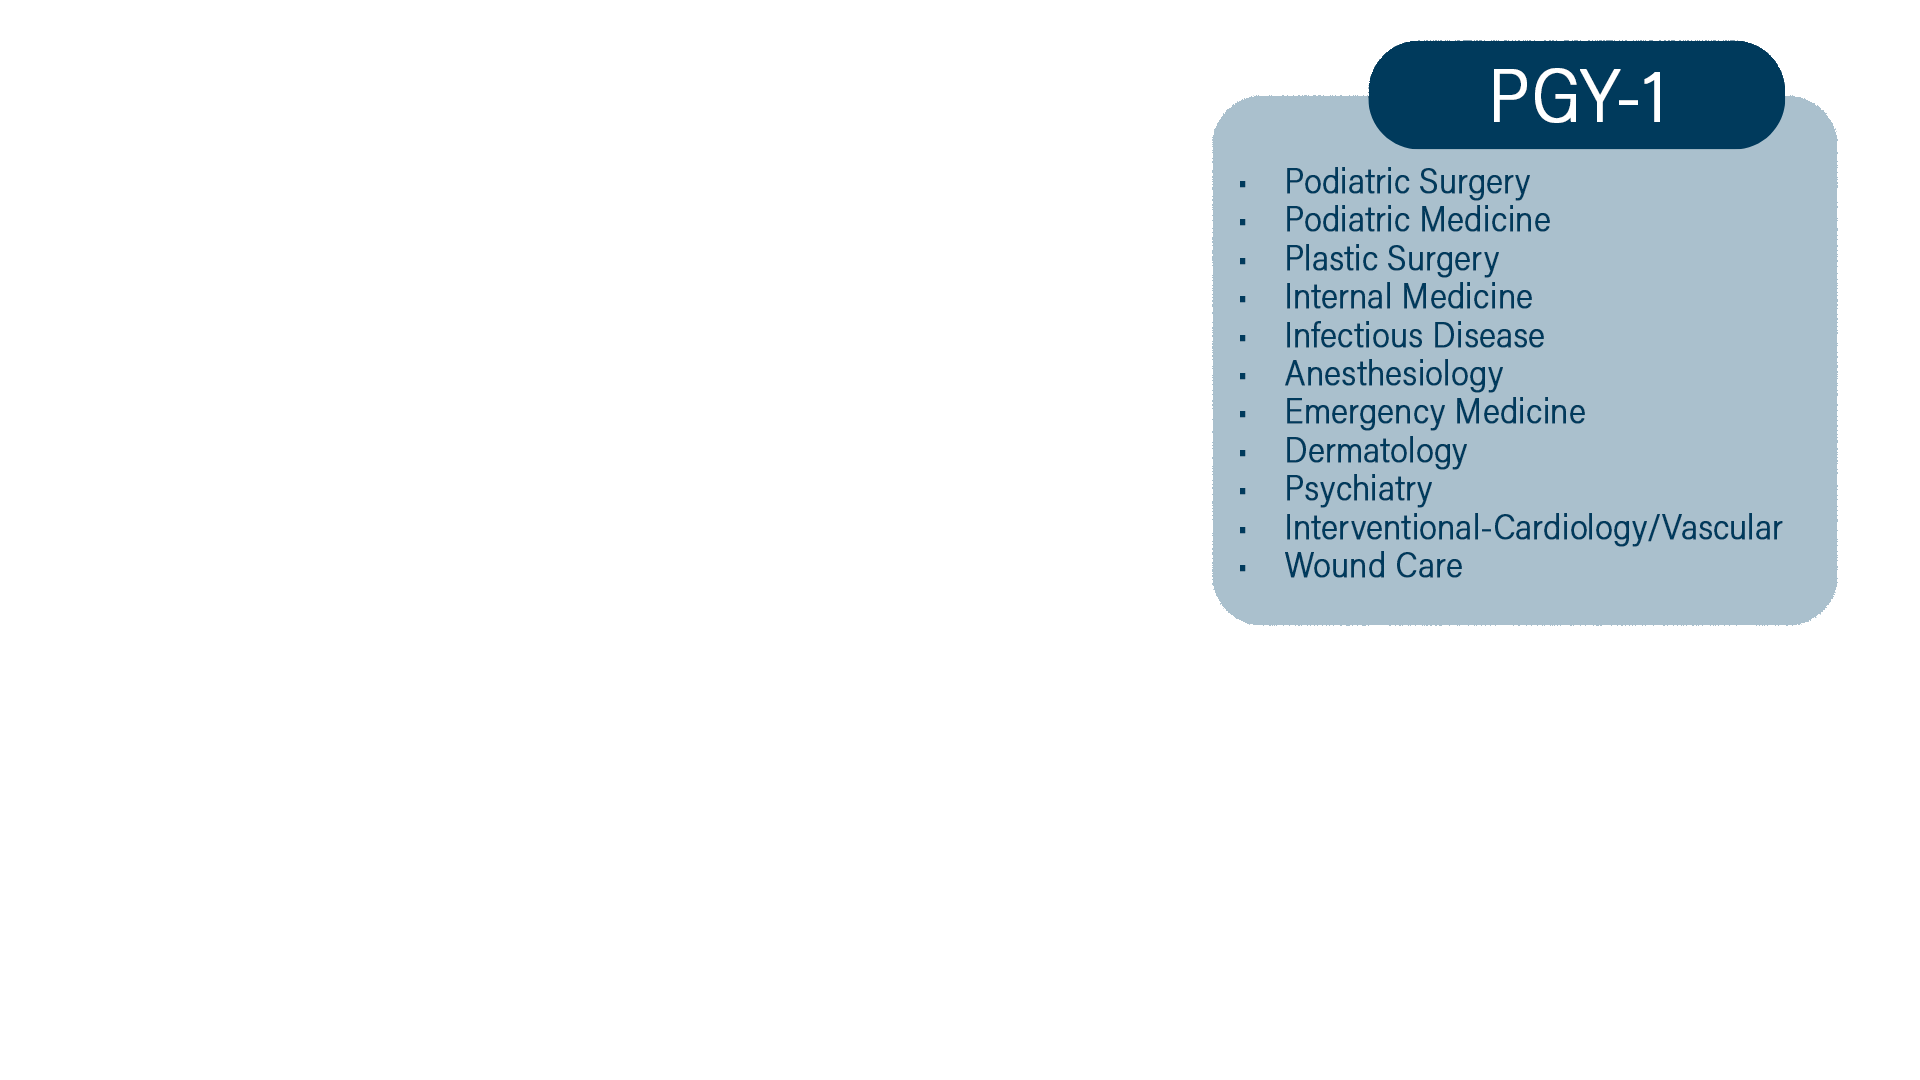 PGY-1
▪ Podiatric Surgery
▪ Podiatric Medicine
▪ Plastic Surgery
▪ Internal Medicine
▪ Infectious Disease
▪ Anesthesiology
▪ Emergency Medicine
▪ Dermatology
▪ Psychiatry
▪ Interventional-Cardiology/Vascular
▪ Wound Care